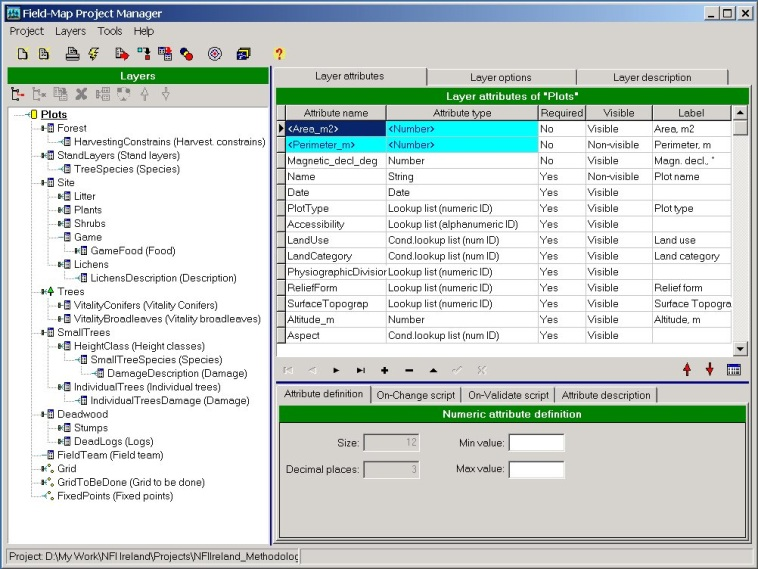 Field-Map Project Manager
Project Layers Tools Help
Layers
Plots
Forest
HarvestingConstrains (Harvest. constrains)
StandLayers (Stand layers)
TreeSpecies (Species)
Site
Litter
Plants
Shrubs
Game
GameFood (Food)
Lichens
LichensDescription (Description)
Trees
VitalityConifers (Vitality Conifers)
VitalityBroadleaves (Vitality broadleaves)
SmallTrees
HeightClass (Height classes)
SmallTreeSpecies (Species)
DamageDescription (Damage)
IndividualTrees (Individual trees)
IndividualTreesDamage (Damage)
Deadwood
Stumps
DeadLogs (Logs)
FieldTeam (Field team)
Grid
GridToBeDone (Grid to be done)
FixedPoints (Fixed points)
Layer attributes Layer options Layer description
Layer attributes of "Plots"
Attribute name Attribute type Required Visible Label
<Area_m2> <Number> No Visible Area, m2
<Perimeter_m> <Number> No Non-visible Perimeter, m
Magnetic_decl_deg Number No Visible Magn. decl., °
Name String Yes Non-visible Plot name
Date Date Yes Visible
PlotType Lookup list (numeric ID) Yes Visible Plot type
Accessibility Lookup list (alphanumeric ID) Yes Visible
LandUse Cond.lookup list (num ID) Yes Visible Land use
LandCategory Cond.lookup list (num ID) Yes Visible Land category
PhysiographicDivision Lookup list (numeric ID) Yes Visible
ReliefForm Lookup list (numeric ID) Yes Visible Relief form
SurfaceTopograp Lookup list (numeric ID) Yes Visible Surface Topogra
Altitude_m Number Yes Visible Altitude, m
Aspect Cond.lookup list (num ID) Yes Visible
Attribute definition On-Change script On-Validate script Attribute description
Numeric attribute definition
Size: 12 Min value:
Decimal places: 3 Max value:
Project: D:\My Work\NFI Ireland\Projects\NFIIreland_Methodolog